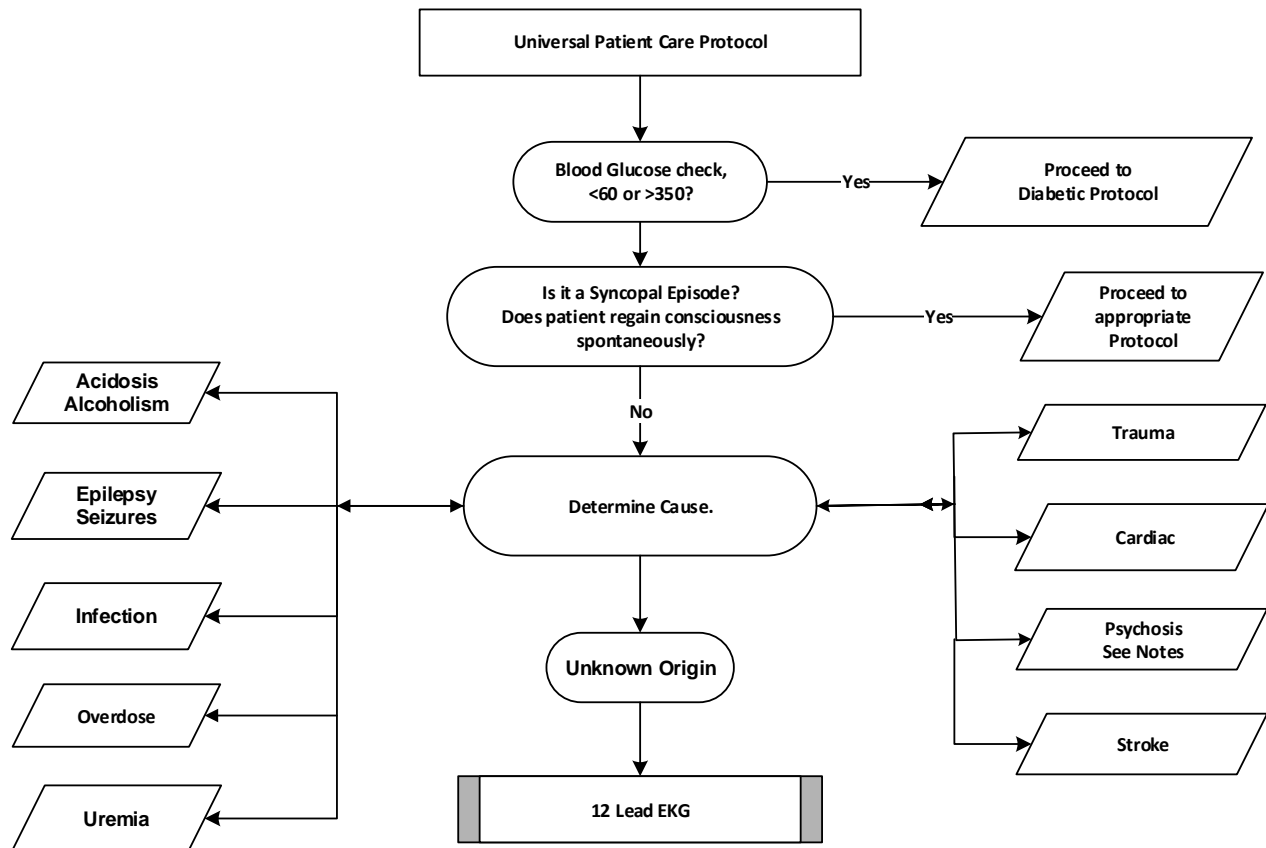 Universal Patient Care Protocol
Blood Glucose check,
<60 or >350?
Yes
Proceed to
Diabetic Protocol
Is it a Syncopal Episode?
Does patient regain consciousness
spontaneously?
Yes
Proceed to
appropriate
Protocol
No
Determine Cause.
Acidosis
Alcoholism
Epilepsy
Seizures
Infection
Overdose
Uremia
Trauma
Cardiac
Psychosis
See Notes
Stroke
Unknown Origin
12 Lead EKG